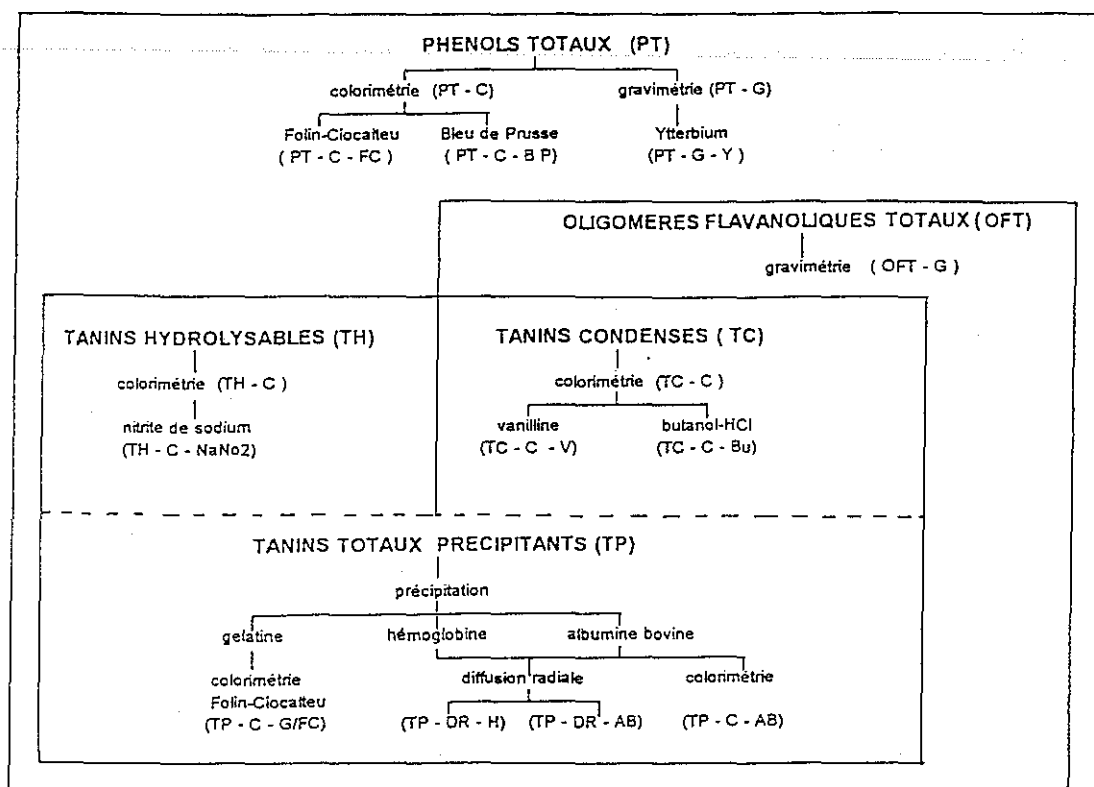 PHENOLS TOTAUX (PT)
colorimétrie (PT - C)
gravimétrie (PT - G)
Folin-Ciocalteu
( PT - C - FC )
Bleu de Prusse
( PT - C - B P)
Ytterbium
(PT - G - Y )
OLIGOMERES FLAVANOLIQUES TOTAUX (OFT)
gravimétrie ( OFT - G )
TANINS HYDROLYSABLES (TH)
colorimétrie (TH - C )
nitrite de sodium
(TH - C - NaNo2)
TANINS CONDENSES ( TC)
colorimétrie (TC - C )
vanilline
(TC - C - V)
butanol-HCl
(TC - C - Bu)
TANINS TOTAUX PRECIPITANTS (TP)
précipitation
gelatine
hémoglobine
albumine bovine
colorimétrie
Folin-Ciocalteu
(TP - C - G/FC)
diffusion radiale
(TP - DR - H)
(TP - DR - AB)
colorimétrie
(TP - C - AB)